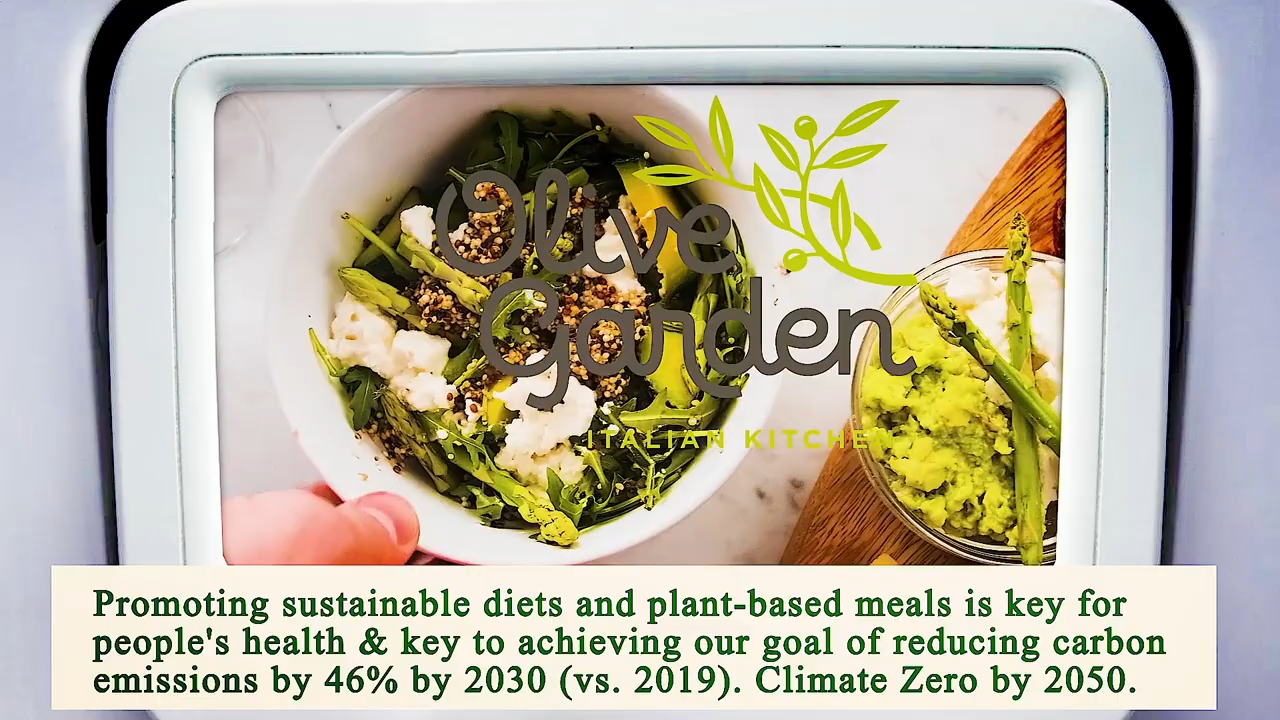 Olive
Garden
ITALIAN KITCHEN
Promoting sustainable diets and plant-based meals is key for
people's health & key to achieving our goal of reducing carbon
emissions by 46% by 2030 (vs. 2019). Climate Zero by 2050.